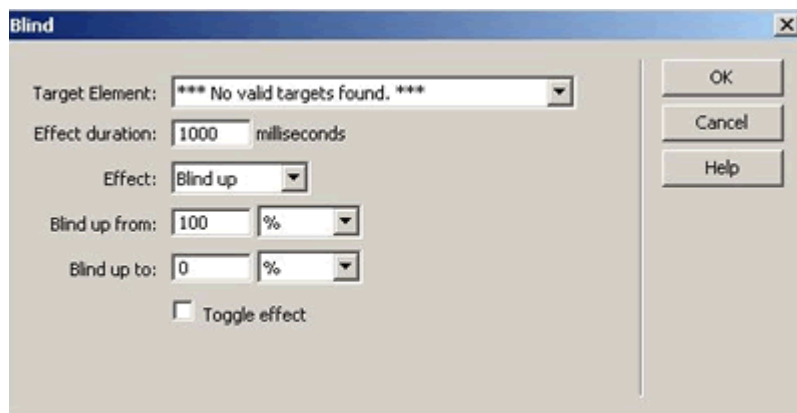 Blind
Target Element: *** No valid targets found. ***
Effect duration: 1000 milliseconds
Effect: Blind up
Blind up from: 100 %
Blind up to: 0 %
Toggle effect
OK
Cancel
Help